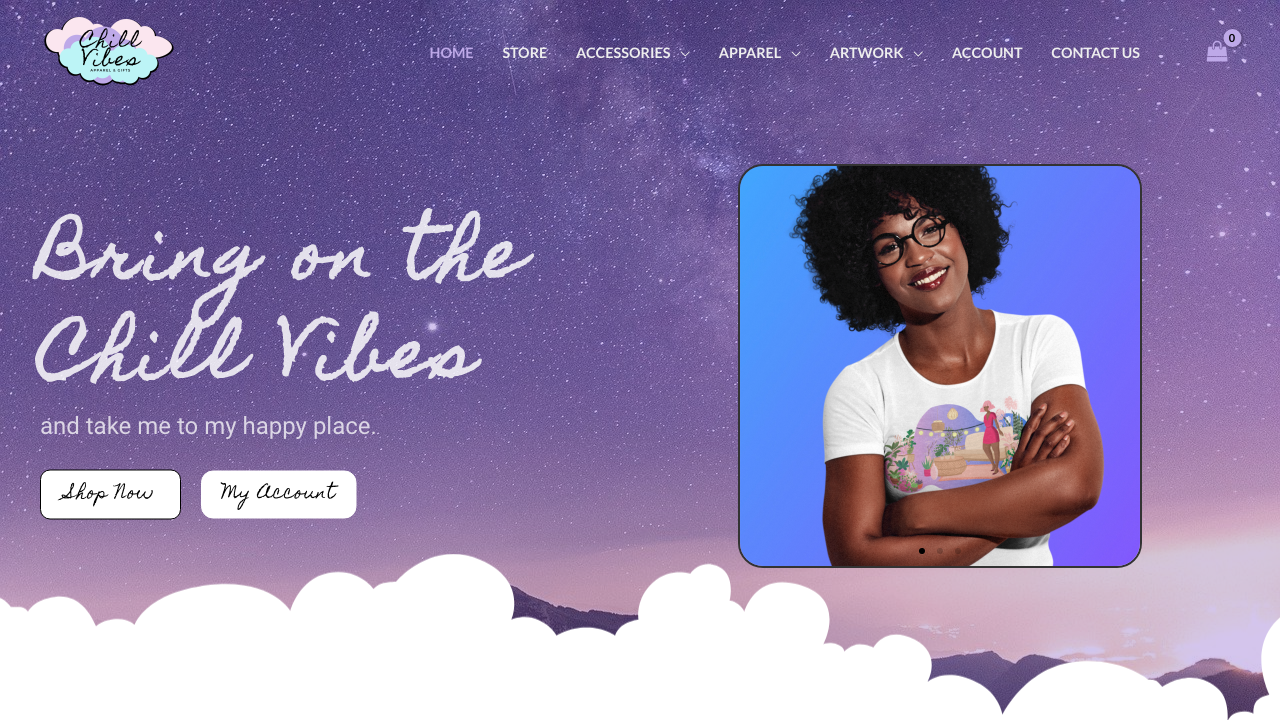 Chill
Vibes
APPAREL & GIFTS
HOME STORE ACCESSORIES APPAREL ARTWORK ACCOUNT CONTACT US
0
Bring on the
Chill Vibes
and take me to my happy place..
Shop Now My Account